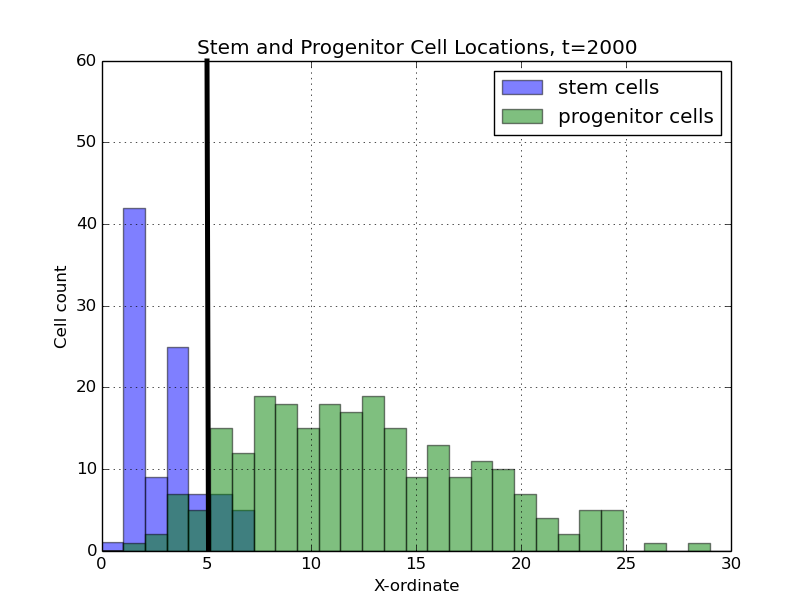 Stem and Progenitor Cell Locations, t=2000
60
50
40
30
20
10
0
Cell count
stem cells
progenitor cells
0 5 10 15 20 25 30
X-ordinate